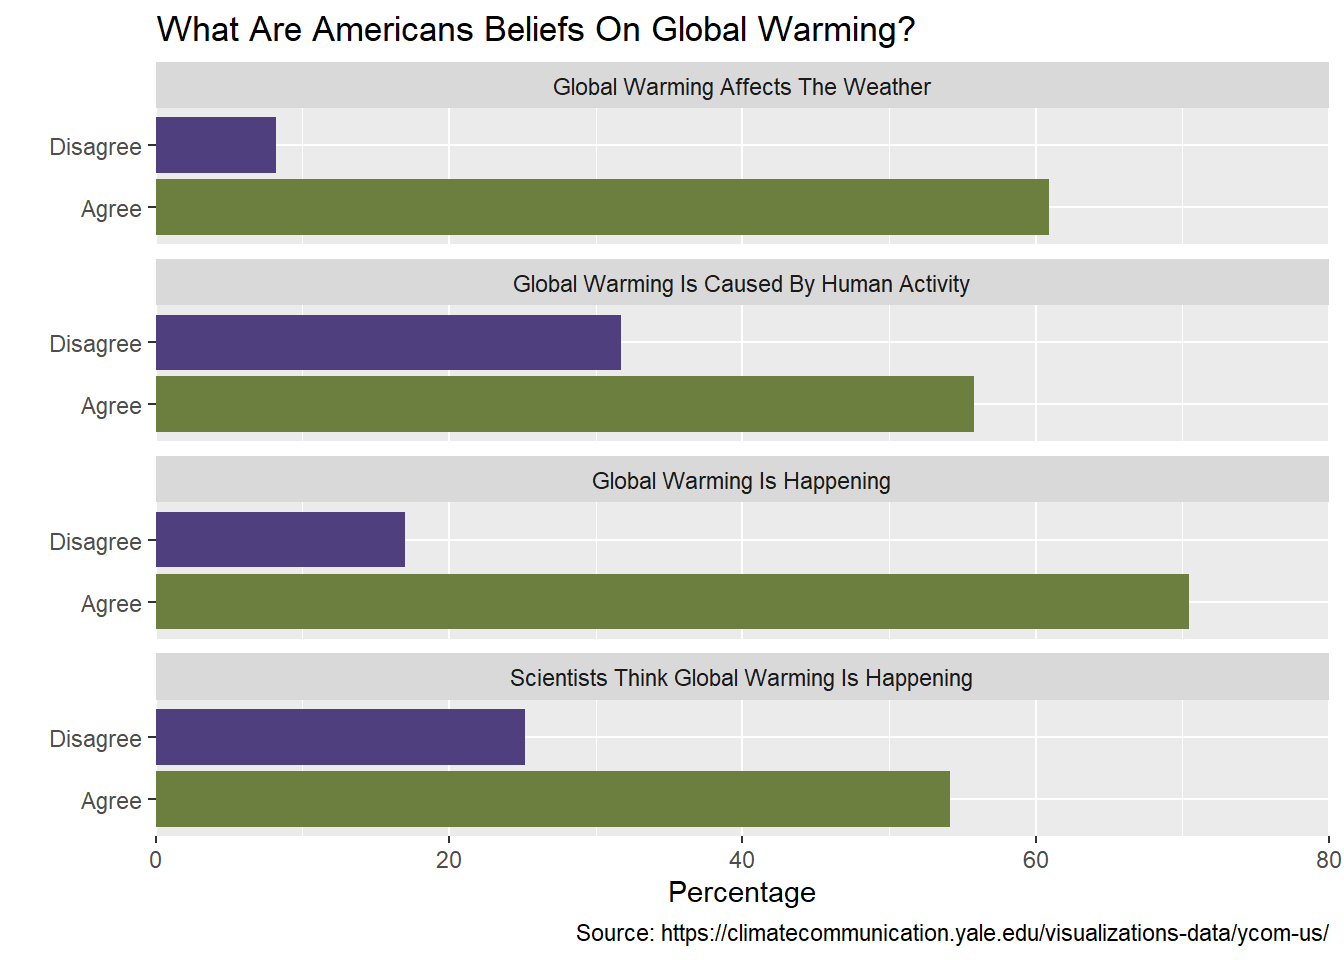 What Are Americans Beliefs On Global Warming?
Global Warming Affects The Weather
Disagree
Agree
Global Warming Is Caused By Human Activity
Disagree
Agree
Global Warming Is Happening
Disagree
Agree
Scientists Think Global Warming Is Happening
Disagree
Agree
0 20 40 60 80
Percentage
Source: https://climatecommunication.yale.edu/visualizations-data/ycom-us/